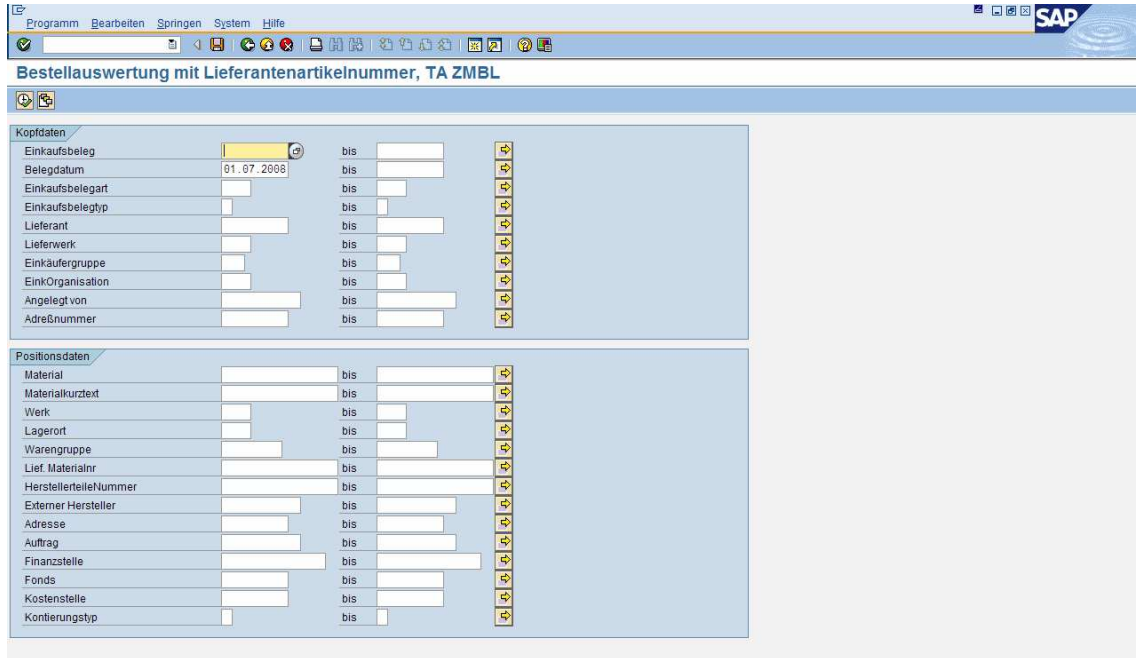 Programm Bearbeiten Springen System Hilfe
SAP
Bestellauswertung mit Lieferantenartikelnummer, TA ZMBL
Kopfdaten
Einkaufsbeleg bis
Belegdatum 01.07.2008 bis
Einkaufsbelegart bis
Einkaufsbelegtyp bis
Lieferant bis
Lieferwerk bis
Einkäufergruppe bis
EinkOrganisation bis
Angelegt von bis
Adreßnummer bis
Positionsdaten
Material bis
Materialkurztext bis
Werk bis
Lagerort bis
Warengruppe bis
Lief. Materialnr bis
HerstellerteileNummer bis
Externer Hersteller bis
Adresse bis
Auftrag bis
Finanzstelle bis
Fonds bis
Kostenstelle bis
Kontierungstyp bis